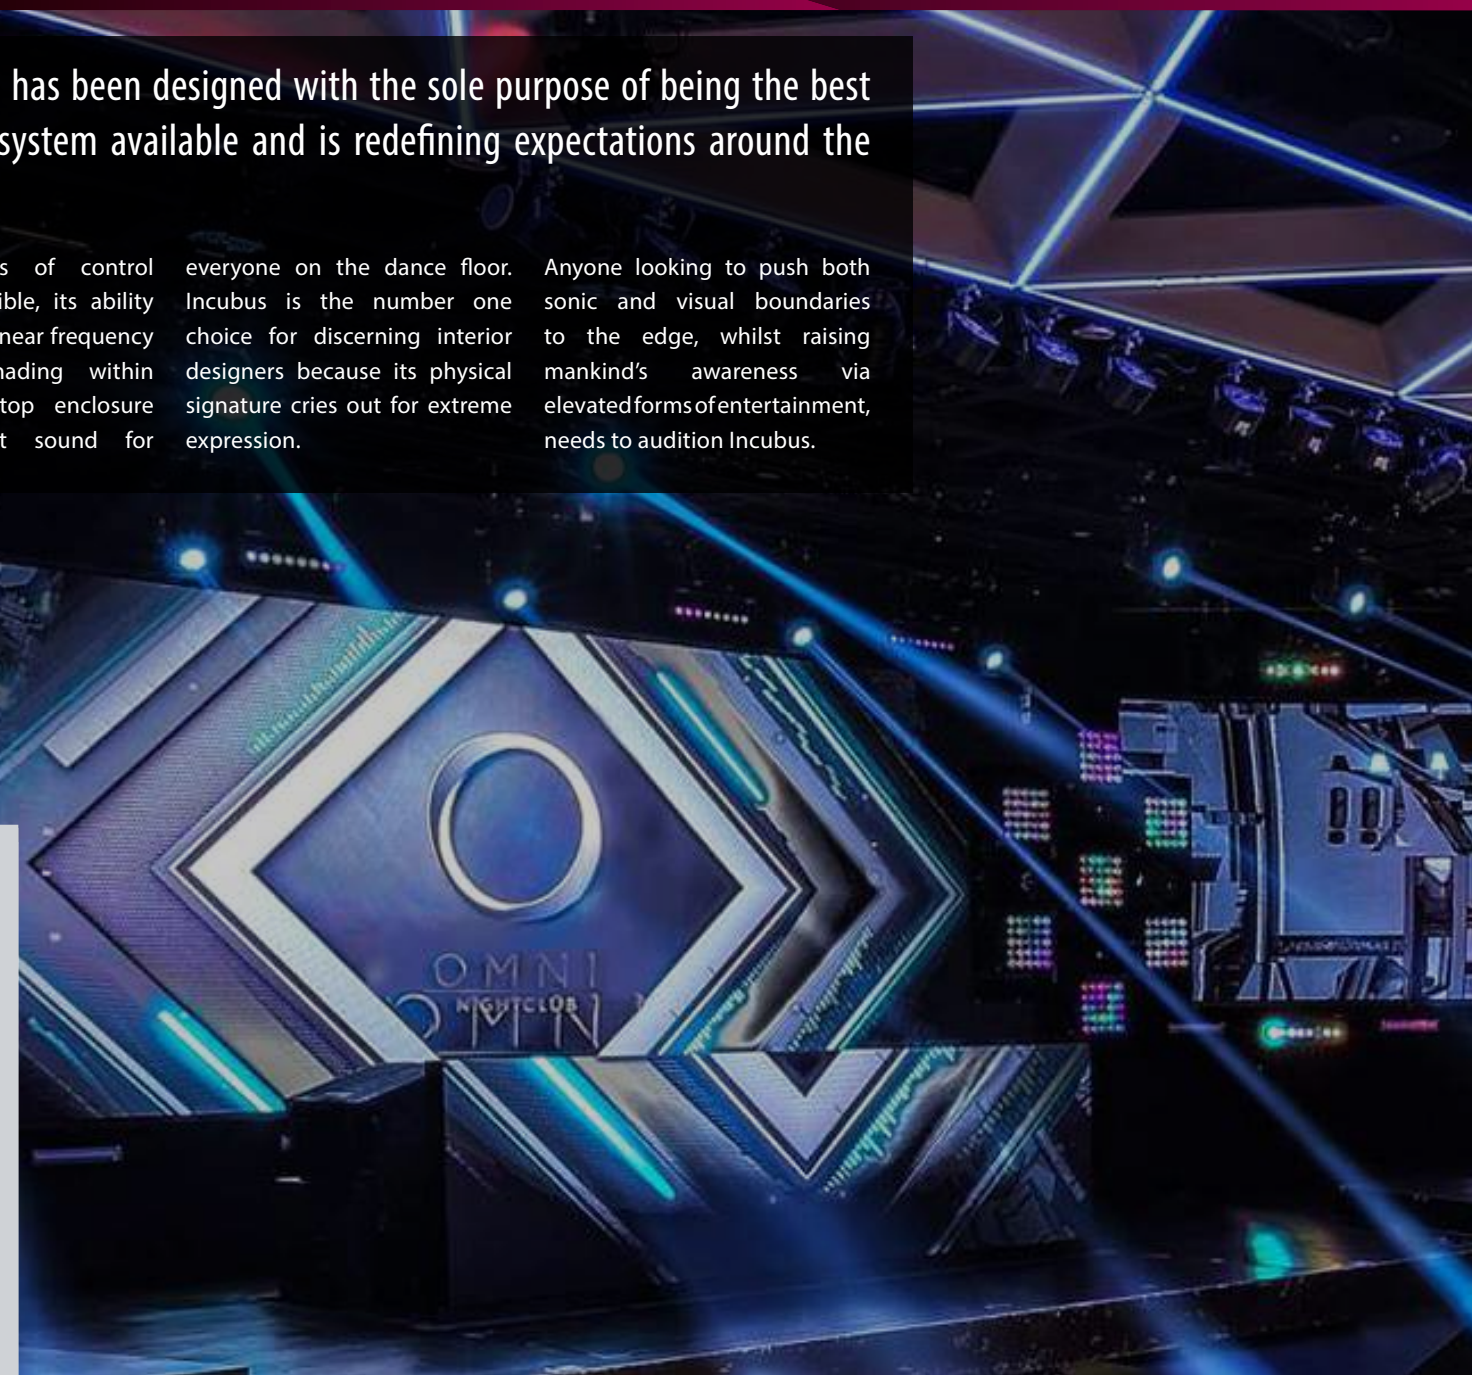 has been designed with the sole purpose of being the best
system available and is redefining expectations around the
of control
its ability
near frequency
within
top enclosure
sound for
everyone on the dance floor.
Incubus is the number one
choice for discerning interior
designers because its physical
signature cries out for extreme
expression.
Anyone looking to push both
sonic and visual boundaries
to the edge, whilst raising
mankind's awareness via
elevated forms of entertainment,
needs to audition Incubus.
OMNI
NIGHTCLUB